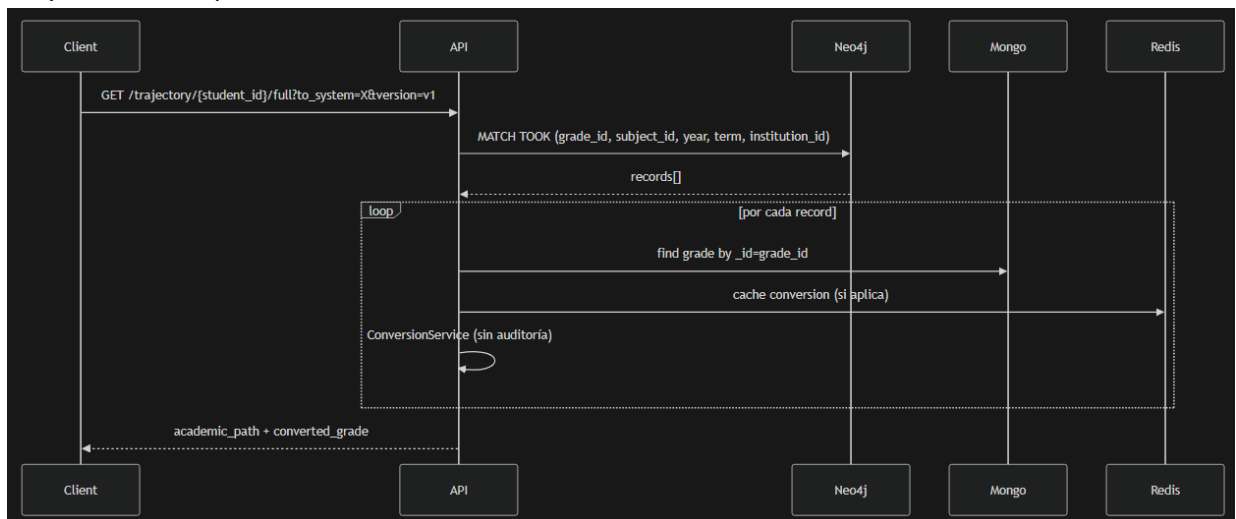 Client
API
Neo4j
Mongo
Redis
GET /trajectory/{student_id}/full?to_system=X&version=v1
MATCH TOOK (grade_id, subject_id, year, term, institution_id)
records[]
loop
[por cada record]
find grade by _id=grade_id
cache conversion (si aplica)
ConversionService (sin auditoría)
academic_path + converted_grade
Client
API
Neo4j
Mongo
Redis